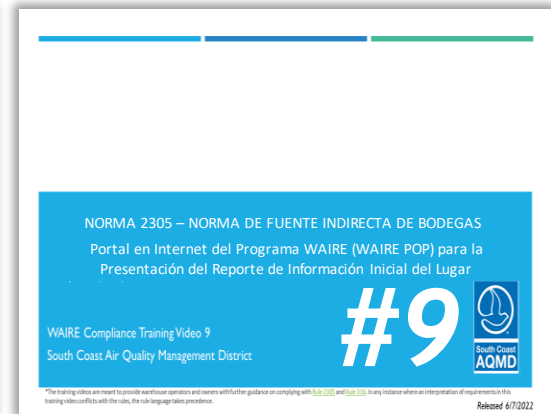 NORMA 2305 – NORMA DE FUENTE INDIRECTA DE BODEGAS
Portal en Internet del Programa WAIRE (WAIRE POP) para la
Presentación del Reporte de Información Inicial del Lugar
#9
WAIRE Compliance Training Video 9
South Coast Air Quality Management District
South Coast
AQMD
*The training videos are meant to provide warehouse operators and owners with further guidance on complying with Rule 2305 and Rule 316. In any instance where an interpretation of requirements in this
training video conflicts with the rules, the rule language takes precedence.
Released 6/7/2022